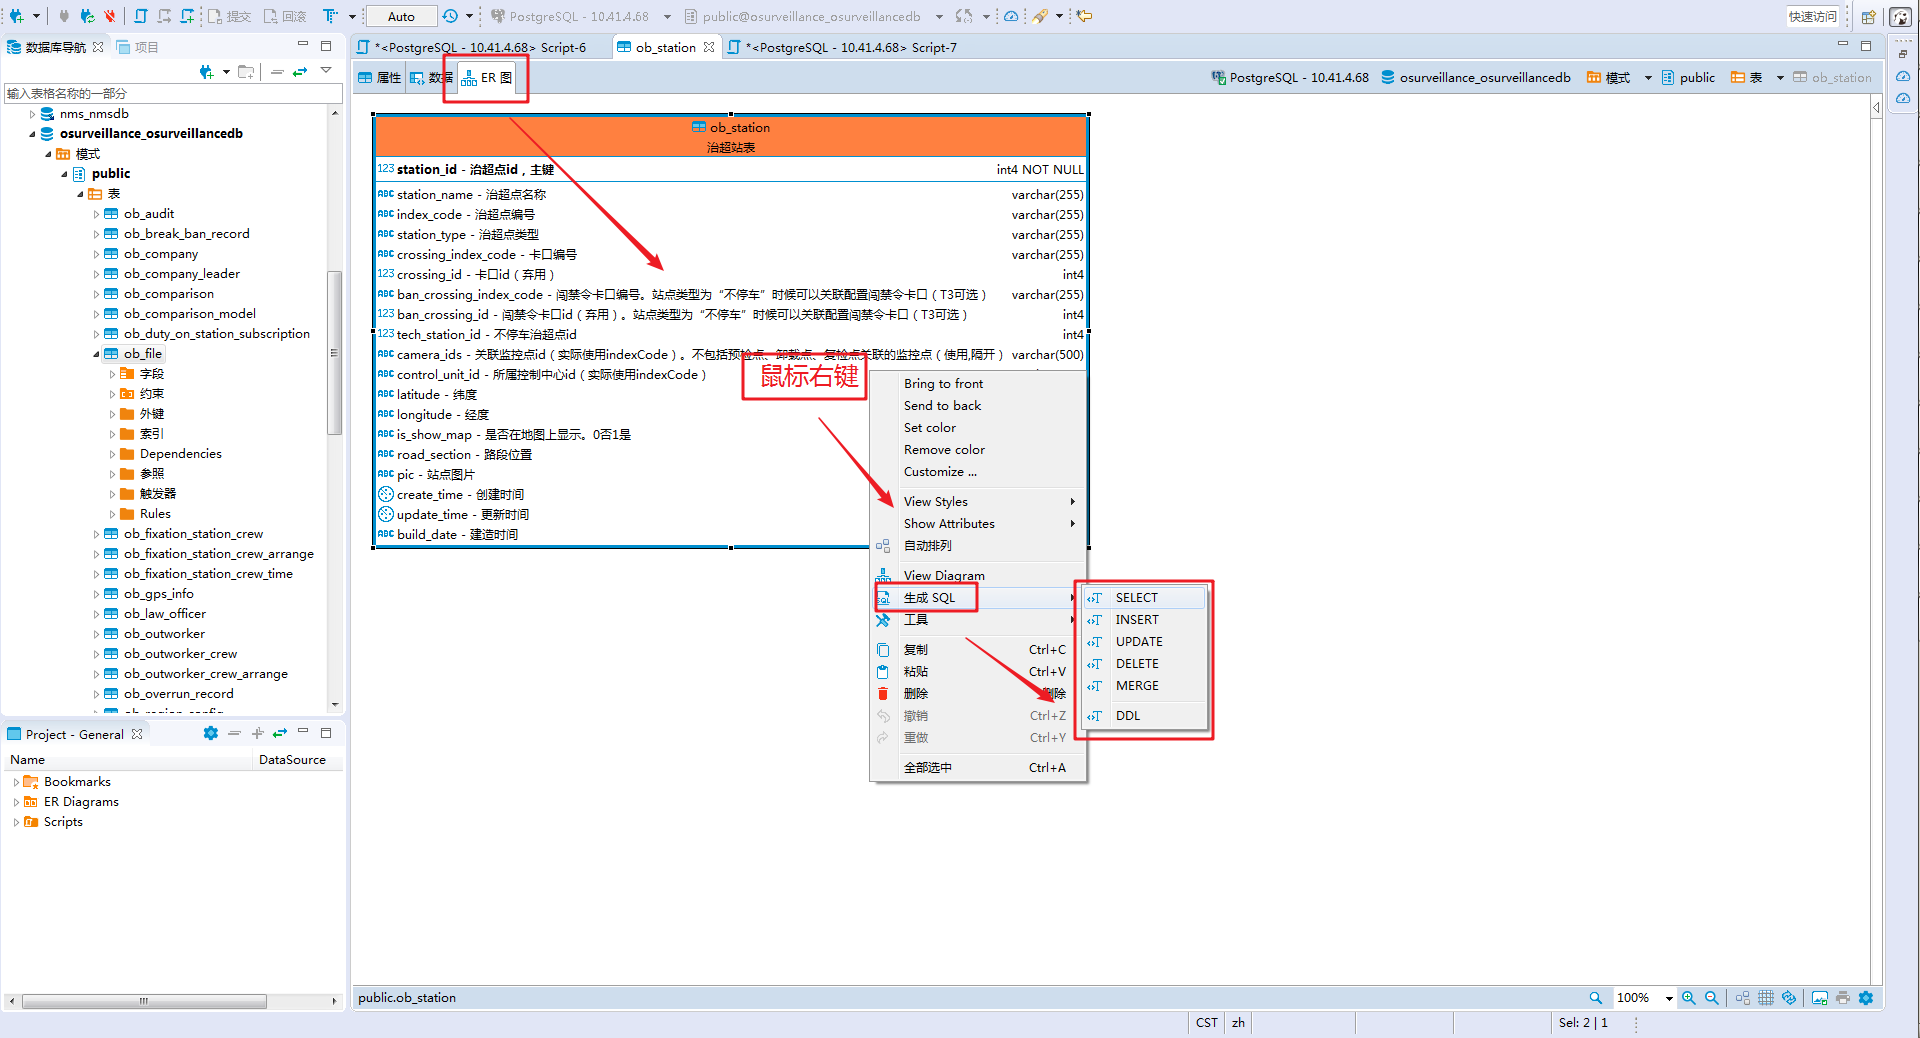 提交
回滚
Auto
PostgreSQL - 10.41.4.68
public@osurveillance_osurveillancedb
快速访问
数据库导航
项目
*<PostgreSQL - 10.41.4.68> Script-6
ob_station
*<PostgreSQL - 10.41.4.68> Script-7
属性
数据
ER 图
PostgreSQL - 10.41.4.68
osurveillance_osurveillancedb
模式
public
表
ob_station
输入表格名称的一部分
nms_nmsdb
osurveillance_osurveillancedb
模式
public
表
ob_audit
ob_break_ban_record
ob_company
ob_company_leader
ob_comparison
ob_comparison_model
ob_duty_on_station_subscription
ob_file
字段
约束
外键
索引
Dependencies
参照
触发器
Rules
ob_fixation_station_crew
ob_fixation_station_crew_arrange
ob_fixation_station_crew_time
ob_gps_info
ob_law_officer
ob_outworker
ob_outworker_crew
ob_outworker_crew_arrange
ob_overrun_record
ob_region_config
ob_station
治超站表
123 station_id - 治超点id，主键 int4 NOT NULL
ABC station_name - 治超点名称 varchar(255)
ABC index_code - 治超点编号 varchar(255)
ABC station_type - 治超点类型 varchar(255)
ABC crossing_index_code - 卡口编号 varchar(255)
123 crossing_id - 卡口id（弃用） int4
ABC ban_crossing_index_code - 闯禁令卡口编号。站点类型为“不停车”时候可以关联配置闯禁令卡口（T3可选） varchar(255)
123 ban_crossing_id - 闯禁令卡口id（弃用）。站点类型为“不停车”时候可以关联配置闯禁令卡口（T3可选） int4
123 tech_station_id - 不停车治超点id int4
ABC camera_ids - 关联监控点id（实际使用indexCode）。不包括预检点、卸载点、复检点关联的监控点（使用,隔开） varchar(500)
ABC control_unit_id - 所属控制中心id（实际使用indexCode）
ABC latitude - 纬度
ABC longitude - 经度
ABC is_show_map - 是否在地图上显示。0否1是
ABC road_section - 路段位置
ABC pic - 站点图片
create_time - 创建时间
update_time - 更新时间
ABC build_date - 建造时间
鼠标右键
Bring to front
Send to back
Set color
Remove color
Customize ...
View Styles
Show Attributes
自动排列
View Diagram
生成 SQL
工具
复制 Ctrl+C
粘贴 Ctrl+V
删除 删除
撤销 Ctrl+Z
重做 Ctrl+Y
全部选中 Ctrl+A
SELECT
INSERT
UPDATE
DELETE
MERGE
DDL
Project - General
Name DataSource
Bookmarks
ER Diagrams
Scripts
public.ob_station
100%
CST
zh
Sel: 2 | 1